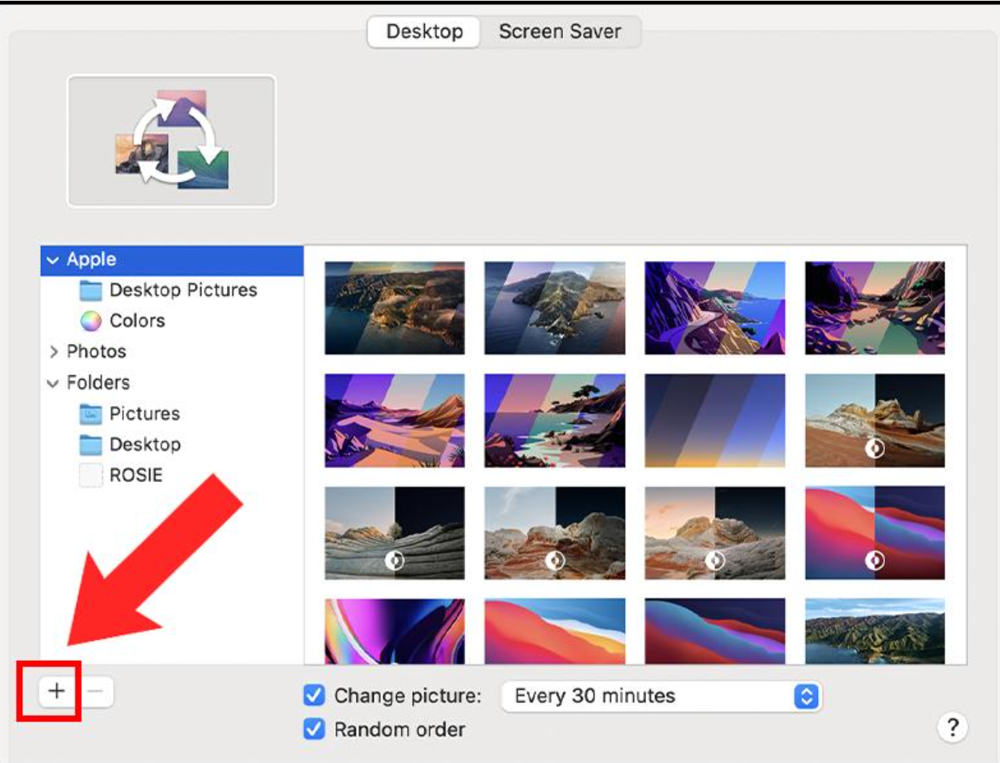 Desktop Screen Saver
Apple
Desktop Pictures
Colors
Photos
Folders
Pictures
Desktop
ROSIE
+ −
Change picture: Every 30 minutes
Random order
?